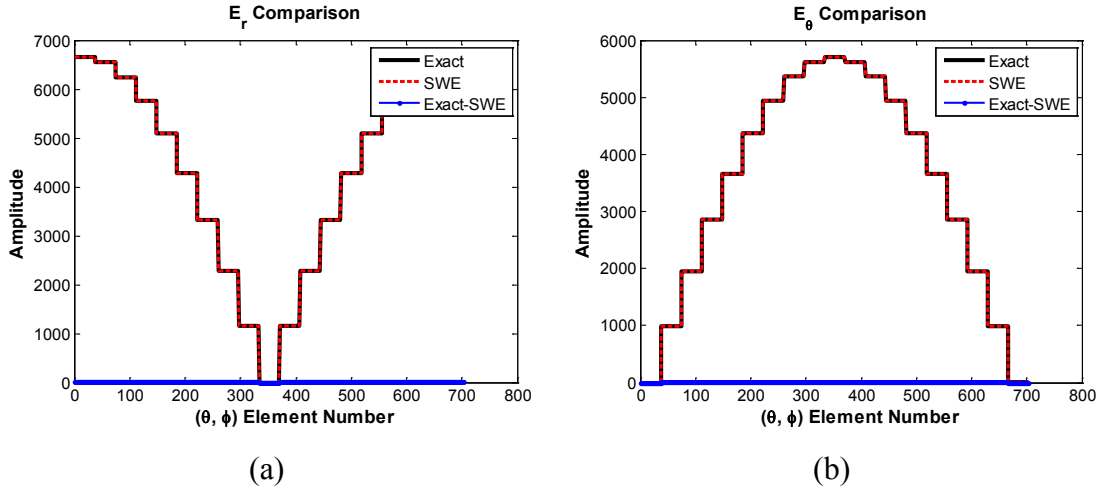 E_r Comparison
7000
6000
5000
4000
3000
2000
1000
0
Amplitude
Exact
SWE
Exact-SWE
0 100 200 300 400 500 600 700 800
(θ, ϕ) Element Number
(a)
E_θ Comparison
6000
5000
4000
3000
2000
1000
0
Amplitude
Exact
SWE
Exact-SWE
0 100 200 300 400 500 600 700 800
(θ, ϕ) Element Number
(b)